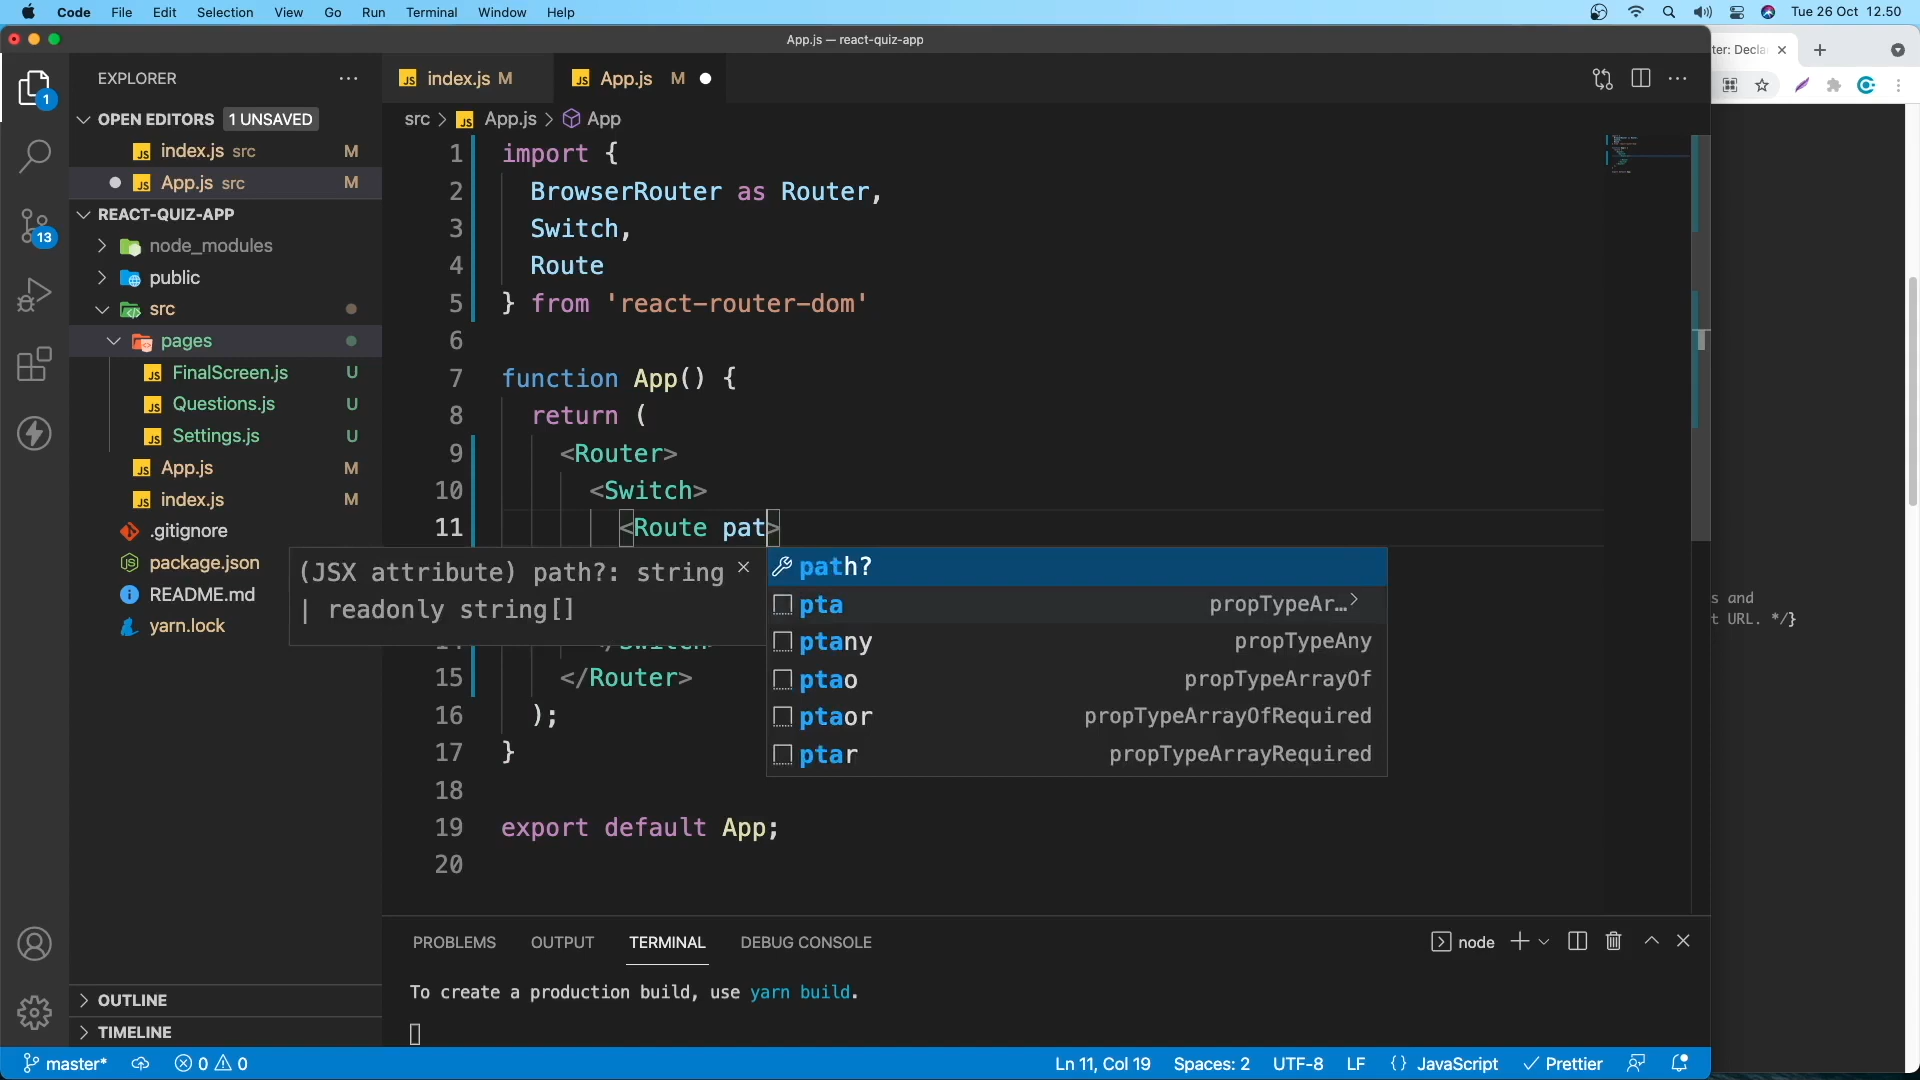 Code File Edit Selection View Go Run Terminal Window Help
Tue 26 Oct 12.50
App.js — react-quiz-app
EXPLORER
OPEN EDITORS 1 UNSAVED
JS index.js src M
JS App.js src M
REACT-QUIZ-APP
node_modules
public
src
pages
JS FinalScreen.js U
JS Questions.js U
JS Settings.js U
JS App.js M
JS index.js M
.gitignore
package.json
README.md
yarn.lock
OUTLINE
TIMELINE
1
13
JS index.js M
JS App.js M
src > JS App.js > App
1 import {
2 BrowserRouter as Router,
3 Switch,
4 Route
5 } from 'react-router-dom'
6
7 function App() {
8 return (
9 <Router>
10 <Switch>
11 <Route pat>
(JSX attribute) path?: string
| readonly string[]
path?
pta propTypeAr…
ptany propTypeAny
ptao propTypeArrayOf
ptaor propTypeArrayOfRequired
ptar propTypeArrayRequired
15 </Router>
16 );
17 }
18
19 export default App;
20
PROBLEMS OUTPUT TERMINAL DEBUG CONSOLE
node
To create a production build, use yarn build.
master* 0 0
Ln 11, Col 19 Spaces: 2 UTF-8 LF {} JavaScript Prettier
ter: Decla
s and
t URL. */}